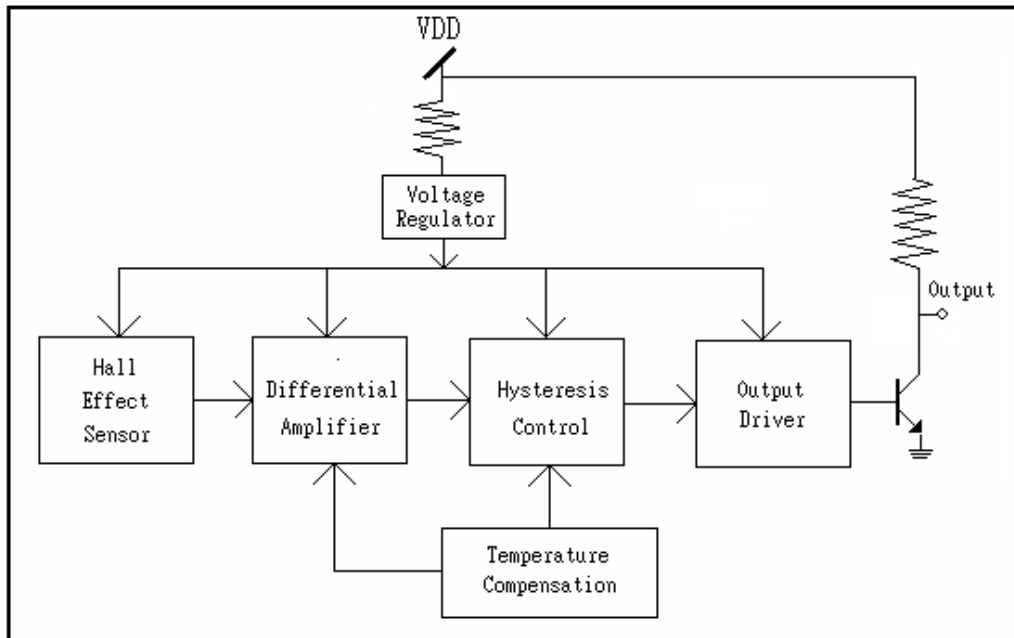 VDD
Voltage
Regulator
Output
Hall
Effect
Sensor
Differential
Amplifier
Hysteresis
Control
Output
Driver
Temperature
Compensation